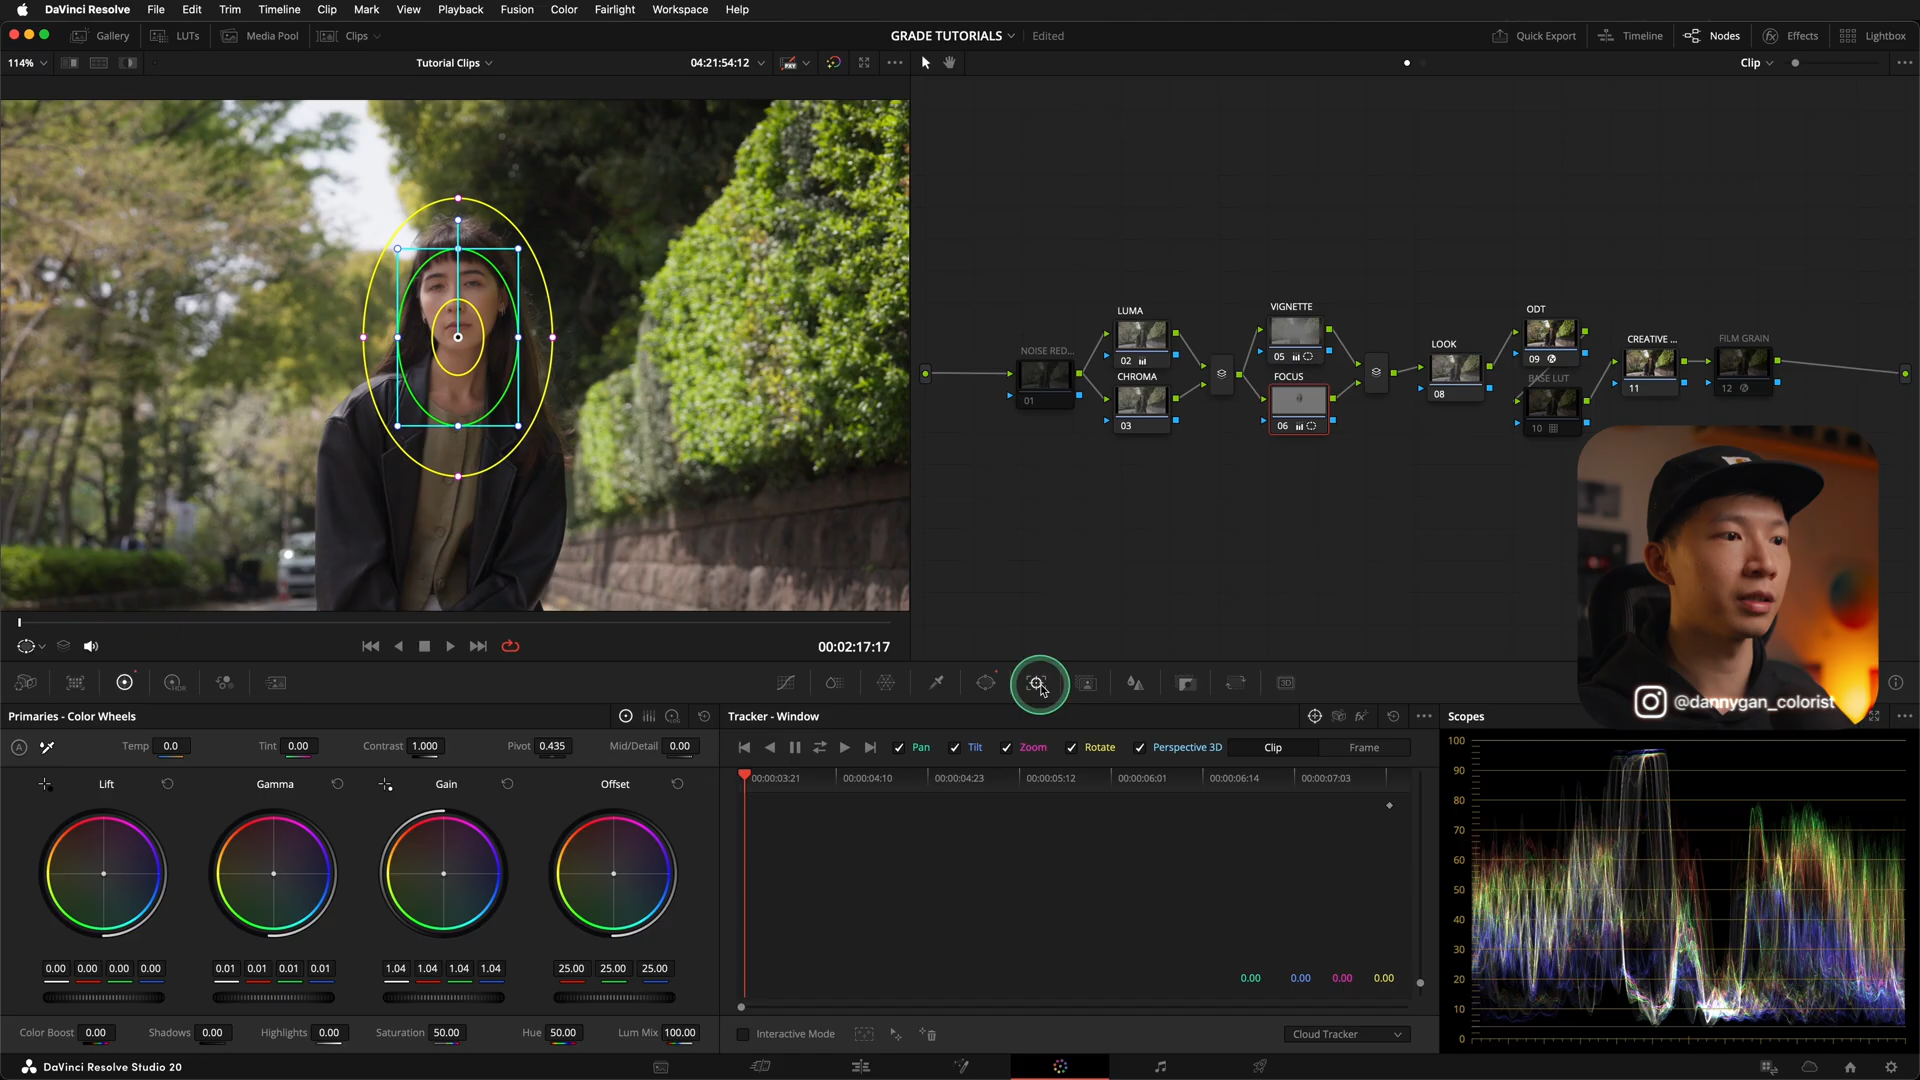 DaVinci Resolve File Edit Trim Timeline Clip Mark View Playback Fusion Color Fairlight Workspace Help
Gallery LUTs Media Pool Clips GRADE TUTORIALS Edited Quick Export Timeline Nodes Effects Lightbox
114% Tutorial Clips 04:21:54:12 Clip
VIGNETTE
05
LUMA
02
ODT
09
CREATIVE ...
11
FILM GRAIN
12
NOISE RED...
01
LOOK
08
CHROMA
03
FOCUS
06
BASE LUT
10
00:02:17:17
@dannygan_colorist
Primaries - Color Wheels
Temp 0.0 Tint 0.00 Contrast 1.000 Pivot 0.435 Mid/Detail 0.00
Lift Gamma Gain Offset
0.00 0.00 0.00 0.00 0.01 0.01 0.01 0.01 1.04 1.04 1.04 1.04 25.00 25.00 25.00
Color Boost 0.00 Shadows 0.00 Highlights 0.00 Saturation 50.00 Hue 50.00 Lum Mix 100.00
Tracker - Window
Pan Tilt Zoom Rotate Perspective 3D Clip Frame
00:00:03:21 00:00:04:10 00:00:04:23 00:00:05:12 00:00:06:01 00:00:06:14 00:00:07:03
0.00 0.00 0.00 0.00
Interactive Mode Cloud Tracker
Scopes
100
90
80
70
60
50
40
30
20
10
0
DaVinci Resolve Studio 20